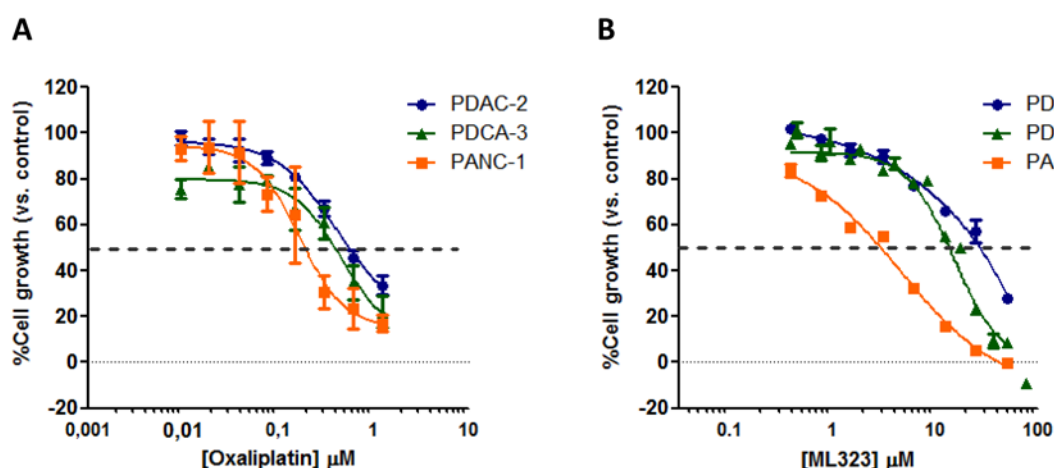 A
%Cell growth (vs. control)
120
100
80
60
40
20
0
-20
0,001
0,01
0,1
1
10
[Oxaliplatin] µM
PDAC-2
PDCA-3
PANC-1
B
%Cell growth (vs. control)
120
100
80
60
40
20
0
-20
0.1
1
10
100
[ML323] µM
PD
PD
PA